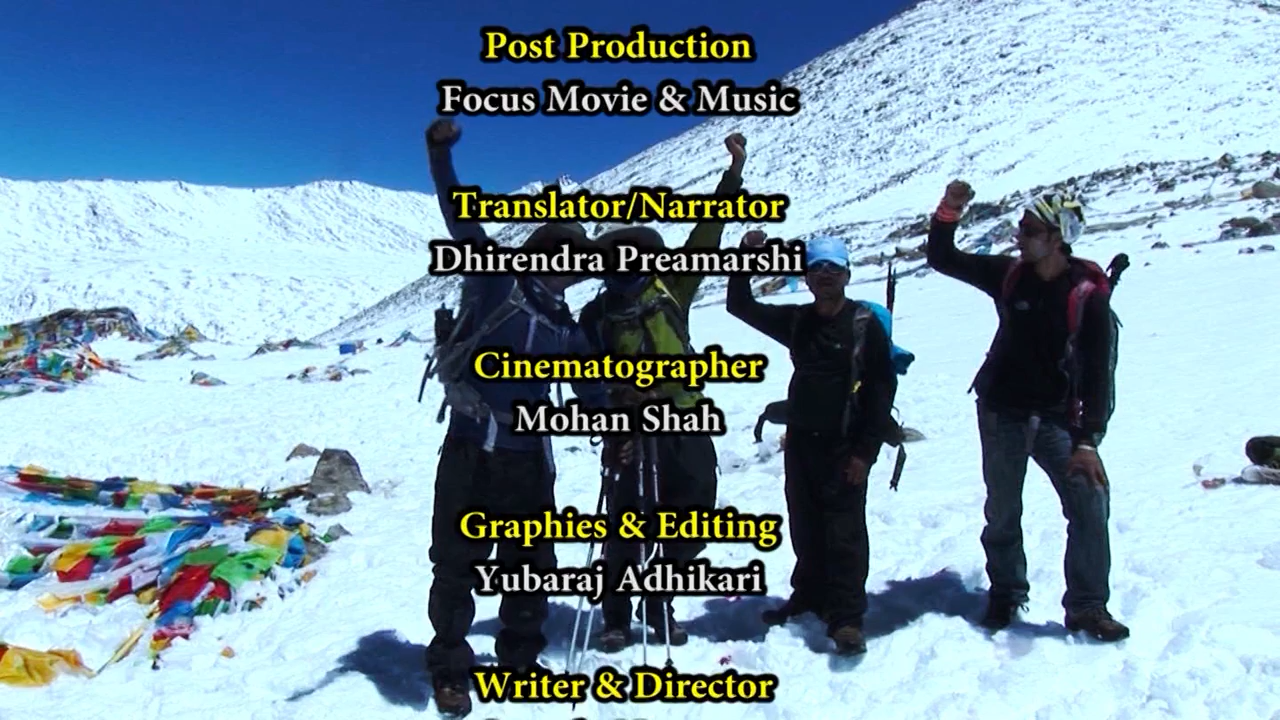 Post Production
Focus Movie & Music
Translator/Narrator
Dhirendra Preamarshi
Cinematographer
Mohan Shah
Graphies & Editing
Yubaraj Adhikari
Writer & Director